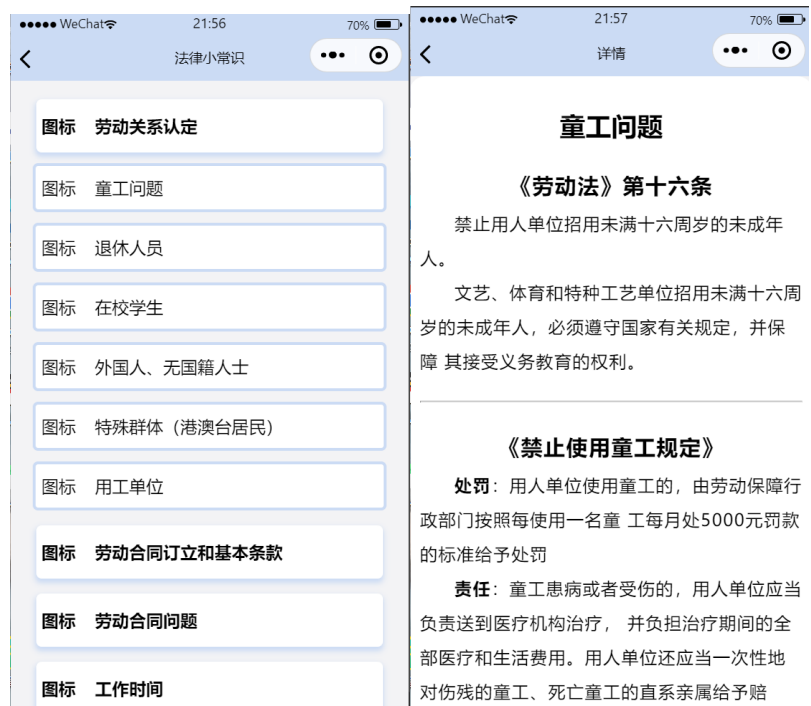 WeChat 21:56 70%
法律小常识
图标 劳动关系认定
图标 童工问题
图标 退休人员
图标 在校学生
图标 外国人、无国籍人士
图标 特殊群体（港澳台居民）
图标 用工单位
图标 劳动合同订立和基本条款
图标 劳动合同问题
图标 工作时间
WeChat 21:57 70%
详情
童工问题
《劳动法》第十六条
禁止用人单位招用未满十六周岁的未成年
人。
文艺、体育和特种工艺单位招用未满十六周
岁的未成年人，必须遵守国家有关规定，并保
障 其接受义务教育的权利。
《禁止使用童工规定》
处罚：用人单位使用童工的，由劳动保障行
政部门按照每使用一名童 工每月处5000元罚款
的标准给予处罚
责任：童工患病或者受伤的，用人单位应当
负责送到医疗机构治疗， 并负担治疗期间的全
部医疗和生活费用。用人单位还应当一次性地
对伤残的童工、死亡童工的直系亲属给予赔